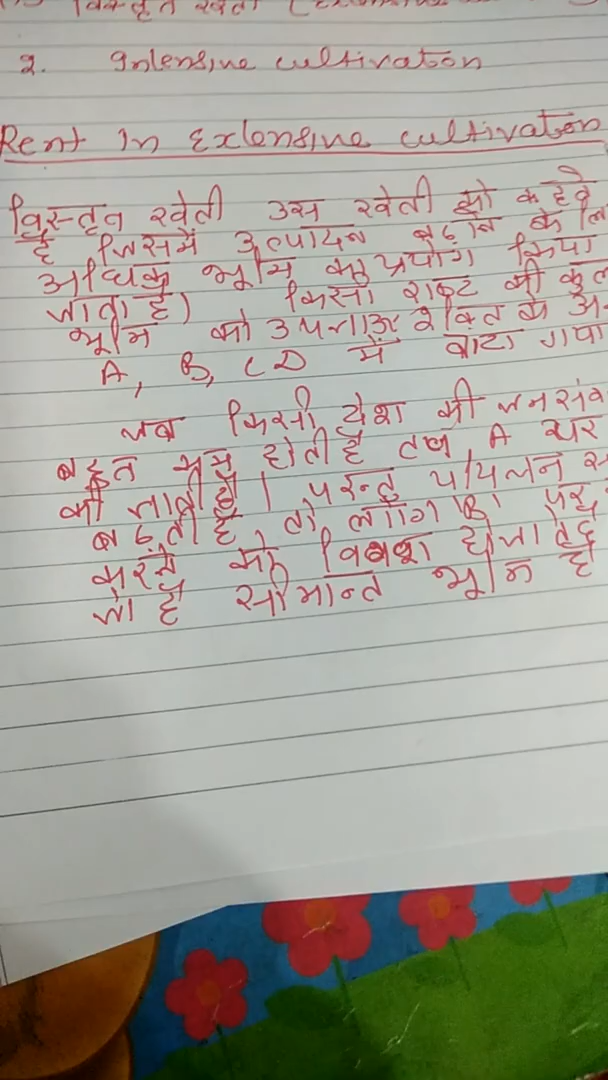 विस्तृत खेती (
2. Intensive cultivation
Rent In Extensive cultivation
विस्तृत खेती उस खेती को कहते
है जिसमें उत्पादन बढ़ाने के लि
अधिक भूमि का प्रयोग किया
जाता है) किसी राष्ट्र की कुल
भूमि को उपजाऊ शक्ति के अ
A, B, C D में बाटा गया
जब किसी देश की जनसंख
बहुत कम होती है तब A पर
की जाती है। परन्तु
बढ़ती है, तो लोग 'B' पर
करने को विवश हो जाते है
जो है सीमान्त भूमि है